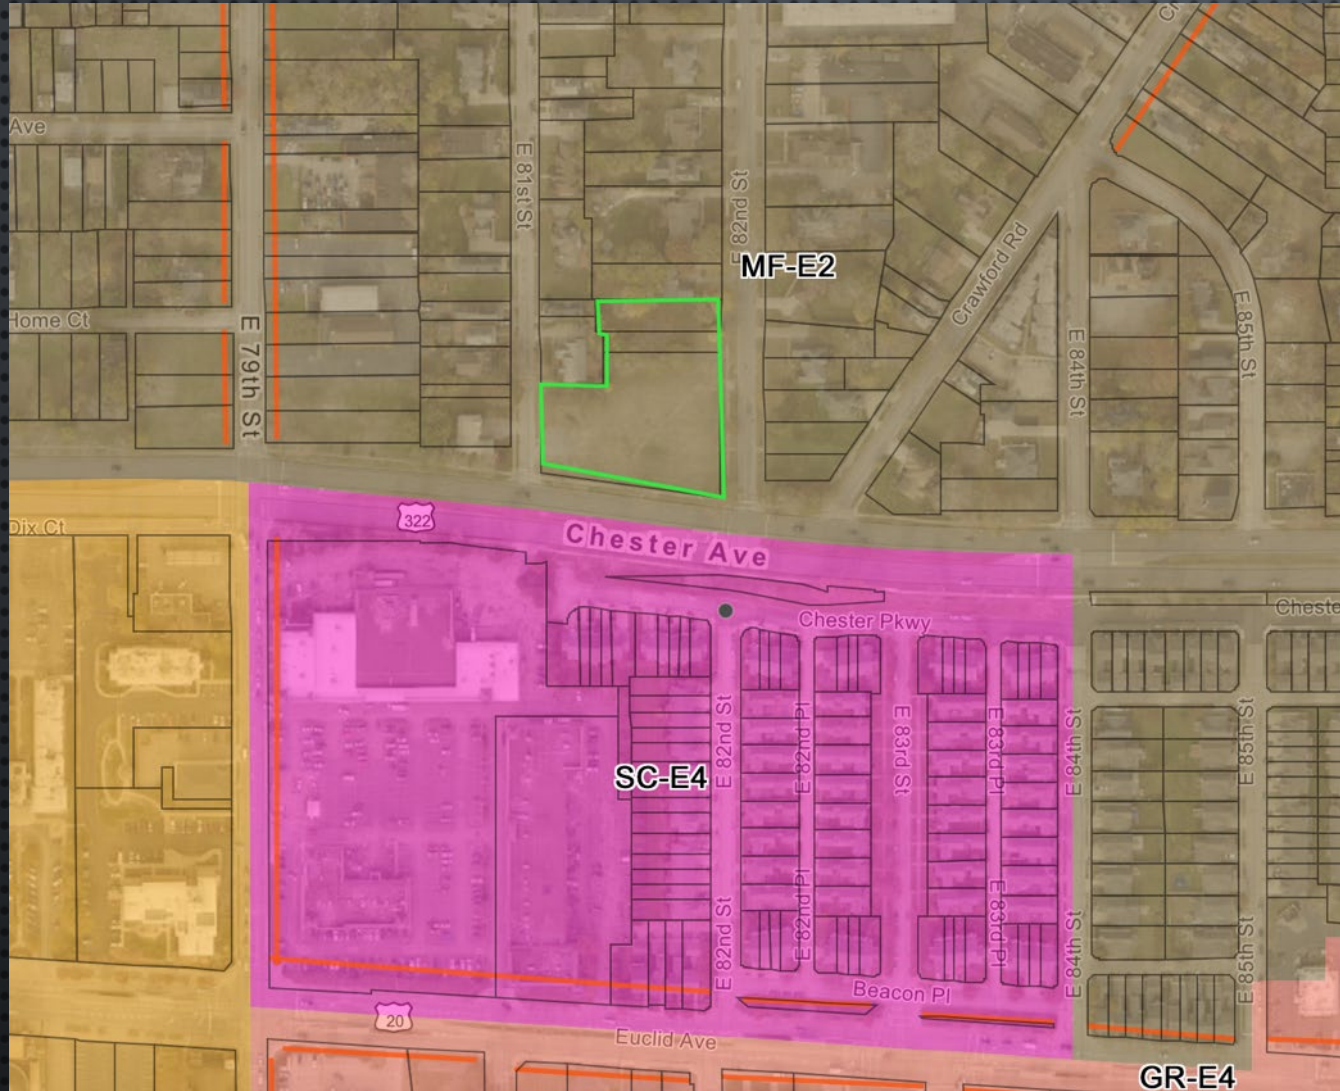 Cr
Ave
E 81st St
E 82nd St
MF-E2
Crawford Rd
E 85th St
Home Ct
E 79th St
E 84th St
322
Dix Ct
Chester Ave
Cheste
Chester Pkwy
E 82nd St
E 82nd Pl
E 83rd St
E 83rd Pl
E 84th St
E 85th St
SC-E4
E 82nd St
E 82nd Pl
E 83rd Pl
E 84th St
E 85th St
Beacon Pl
20
Euclid Ave
GR-E4